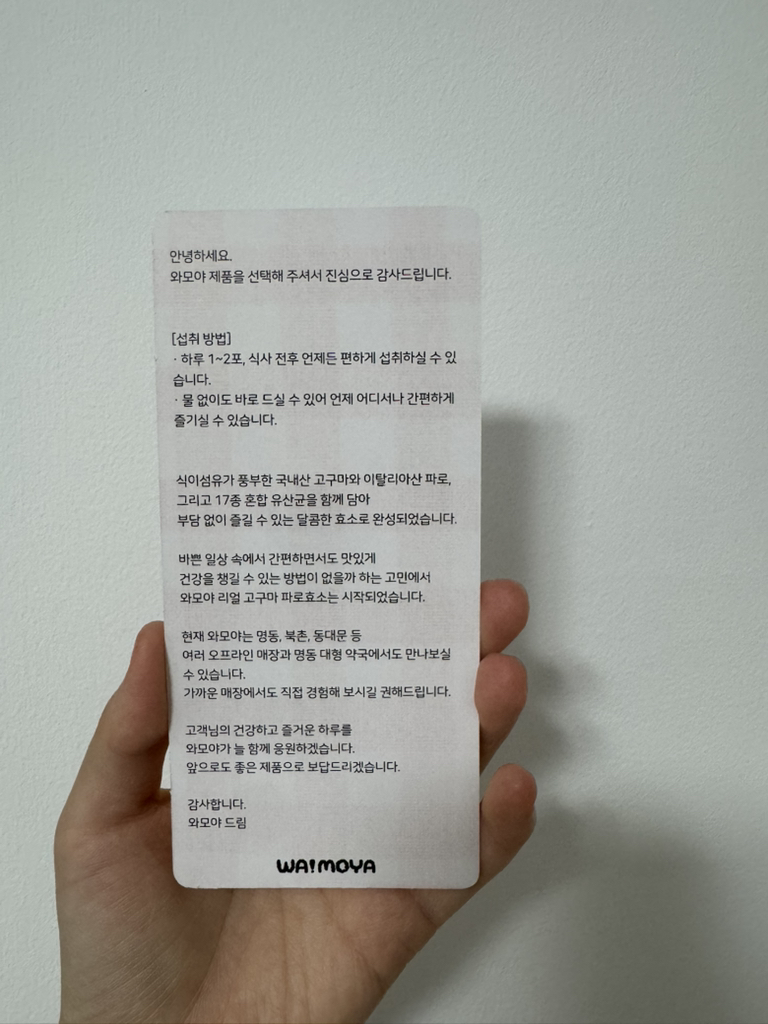 안녕하세요.
와모야 제품을 선택해 주셔서 진심으로 감사드립니다.
[섭취 방법]
· 하루 1~2포, 식사 전후 언제든 편하게 섭취하실 수 있
습니다.
· 물 없이도 바로 드실 수 있어 언제 어디서나 간편하게
즐기실 수 있습니다.
식이섬유가 풍부한 국내산 고구마와 이탈리아산 파로,
그리고 17종 혼합 유산균을 함께 담아
부담 없이 즐길 수 있는 달콤한 효소로 완성되었습니다.
바쁜 일상 속에서 간편하면서도 맛있게
건강을 챙길 수 있는 방법이 없을까 하는 고민에서
와모야 리얼 고구마 파로효소는 시작되었습니다.
현재 와모야는 명동, 북촌, 동대문 등
여러 오프라인 매장과 명동 대형 약국에서도 만나보실
수 있습니다.
가까운 매장에서도 직접 경험해 보시길 권해드립니다.
고객님의 건강하고 즐거운 하루를
와모야가 늘 함께 응원하겠습니다.
앞으로도 좋은 제품으로 보답드리겠습니다.
감사합니다.
와모야 드림
WA!MOYA